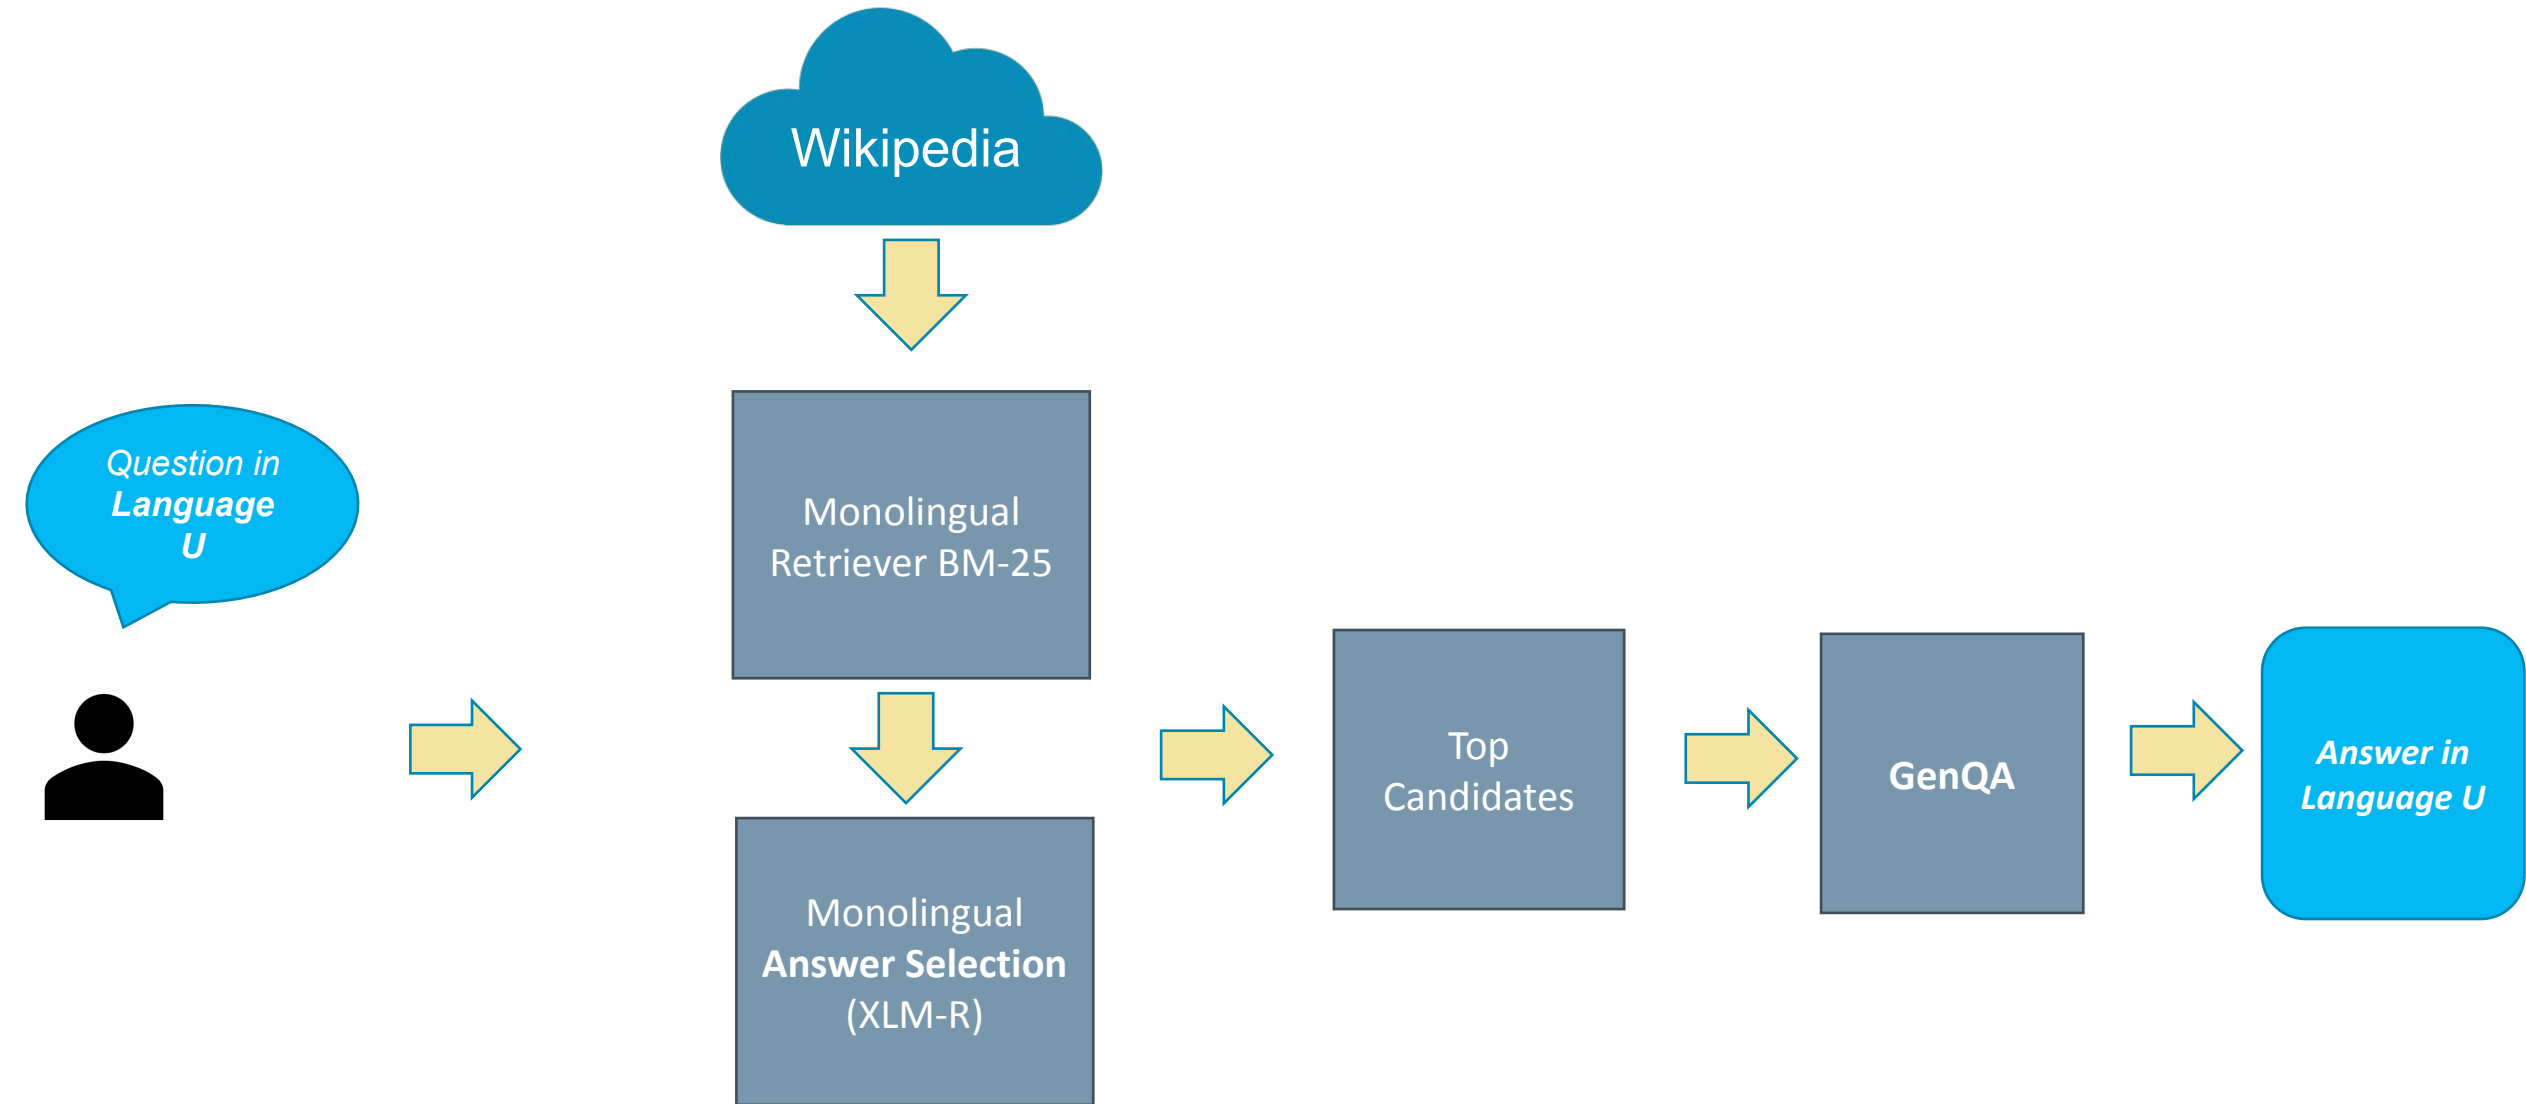 Wikipedia
Question in
Language
U
Monolingual
Retriever BM-25
Monolingual
Answer Selection
(XLM-R)
Top
Candidates
GenQA
Answer in
Language U